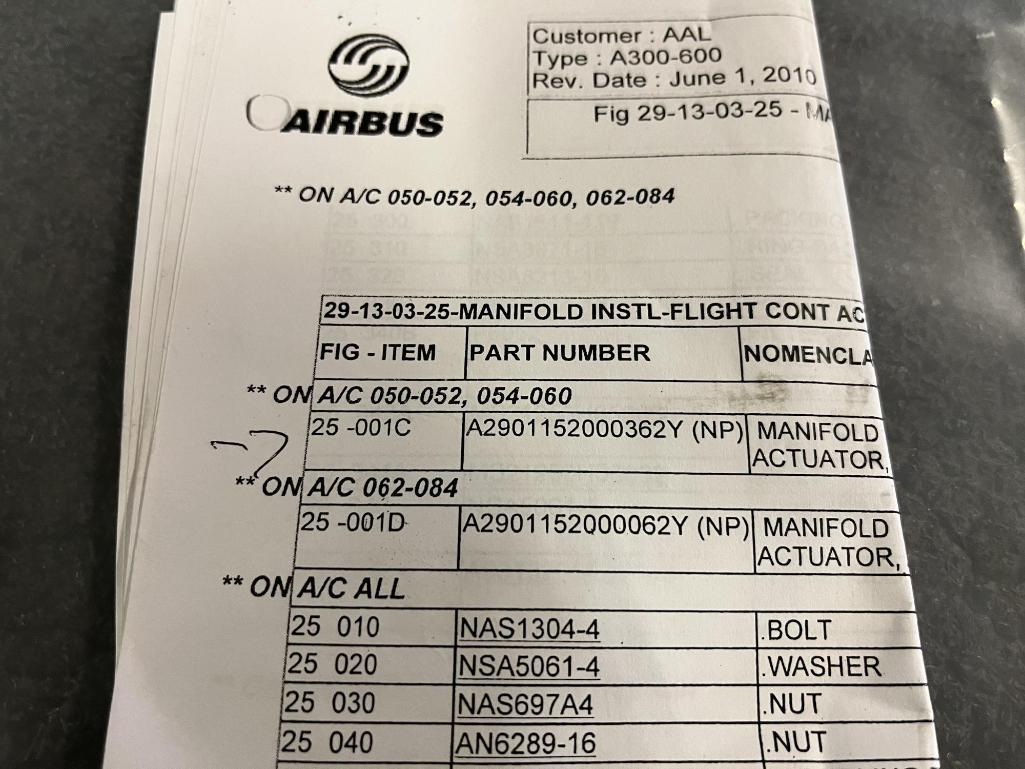 AIRBUS
Customer : AAL
Type : A300-600
Rev. Date : June 1, 2010
Fig 29-13-03-25 - MA
** ON A/C 050-052, 054-060, 062-084
29-13-03-25-MANIFOLD INSTL-FLIGHT CONT AC
FIG - ITEM PART NUMBER NOMENCLA
** ON A/C 050-052, 054-060
25 -001C A2901152000362Y (NP) MANIFOLD
ACTUATOR,
** ON A/C 062-084
25 -001D A2901152000062Y (NP) MANIFOLD
ACTUATOR,
** ON A/C ALL
25 010 NAS1304-4 .BOLT
25 020 NSA5061-4 .WASHER
25 030 NAS697A4 .NUT
25 040 AN6289-16 .NUT